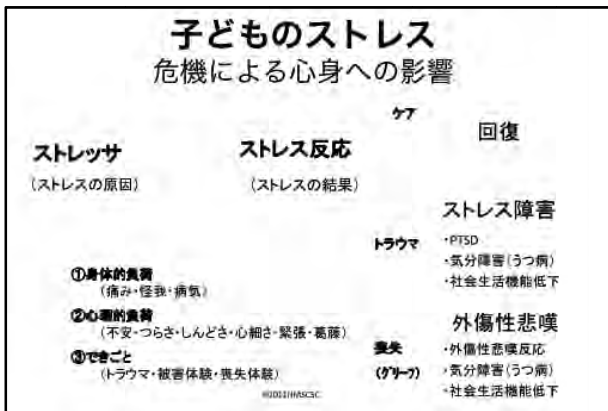 子どものストレス
危機による心身への影響
ケア
回復
ストレッサ
(ストレスの原因)
ストレス反応
(ストレスの結果)
ストレス障害
トラウマ
・PTSD
・気分障害(うつ病)
・社会生活機能低下
①身体的負荷
(痛み・怪我・病気)
②心理的負荷
(不安・つらさ・しんどさ・心細さ・緊張・葛藤)
③できごと
(トラウマ・被害体験・喪失体験)
外傷性悲嘆
喪失
(グリーフ)
・外傷性悲嘆反応
・気分障害(うつ病)
・社会生活機能低下